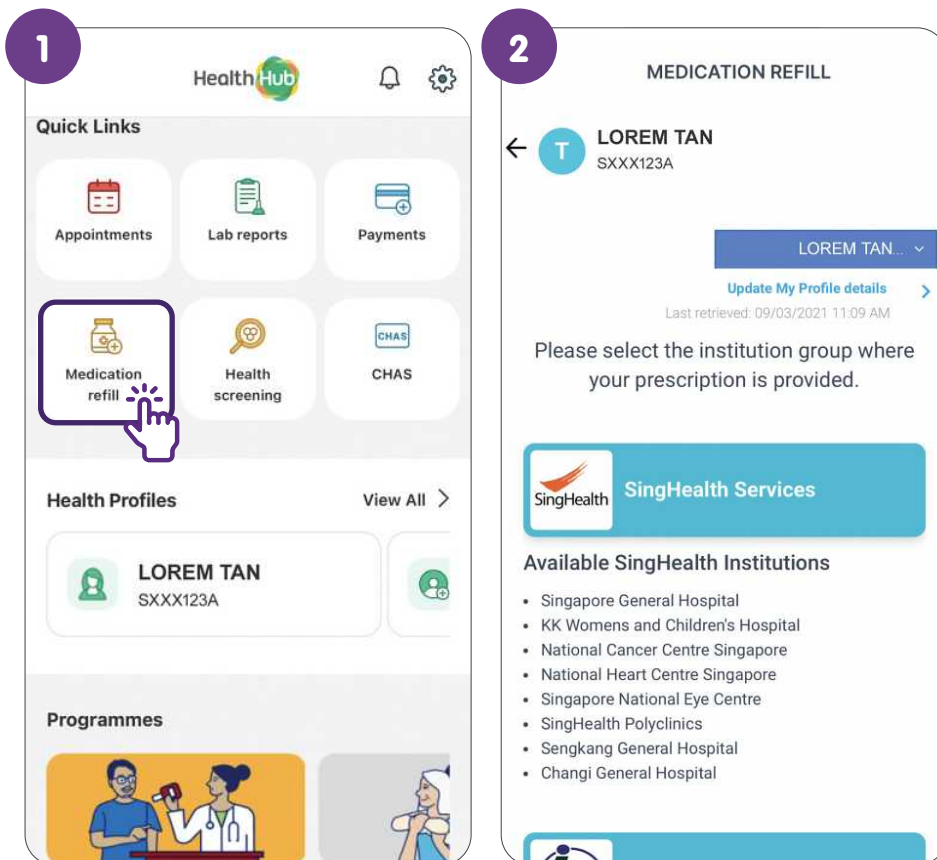 1
HealthHub
Quick Links
Appointments
Lab reports
Payments
Medication
refill
Health
screening
CHAS
CHAS
Health Profiles
View All
LOREM TAN
SXXX123A
Programmes
2
MEDICATION REFILL
T
LOREM TAN
SXXX123A
LOREM TAN...
Update My Profile details
Last retrieved: 09/03/2021 11:09 AM
Please select the institution group where
your prescription is provided.
SingHealth
SingHealth Services
Available SingHealth Institutions
• Singapore General Hospital
• KK Womens and Children's Hospital
• National Cancer Centre Singapore
• National Heart Centre Singapore
• Singapore National Eye Centre
• SingHealth Polyclinics
• Sengkang General Hospital
• Changi General Hospital